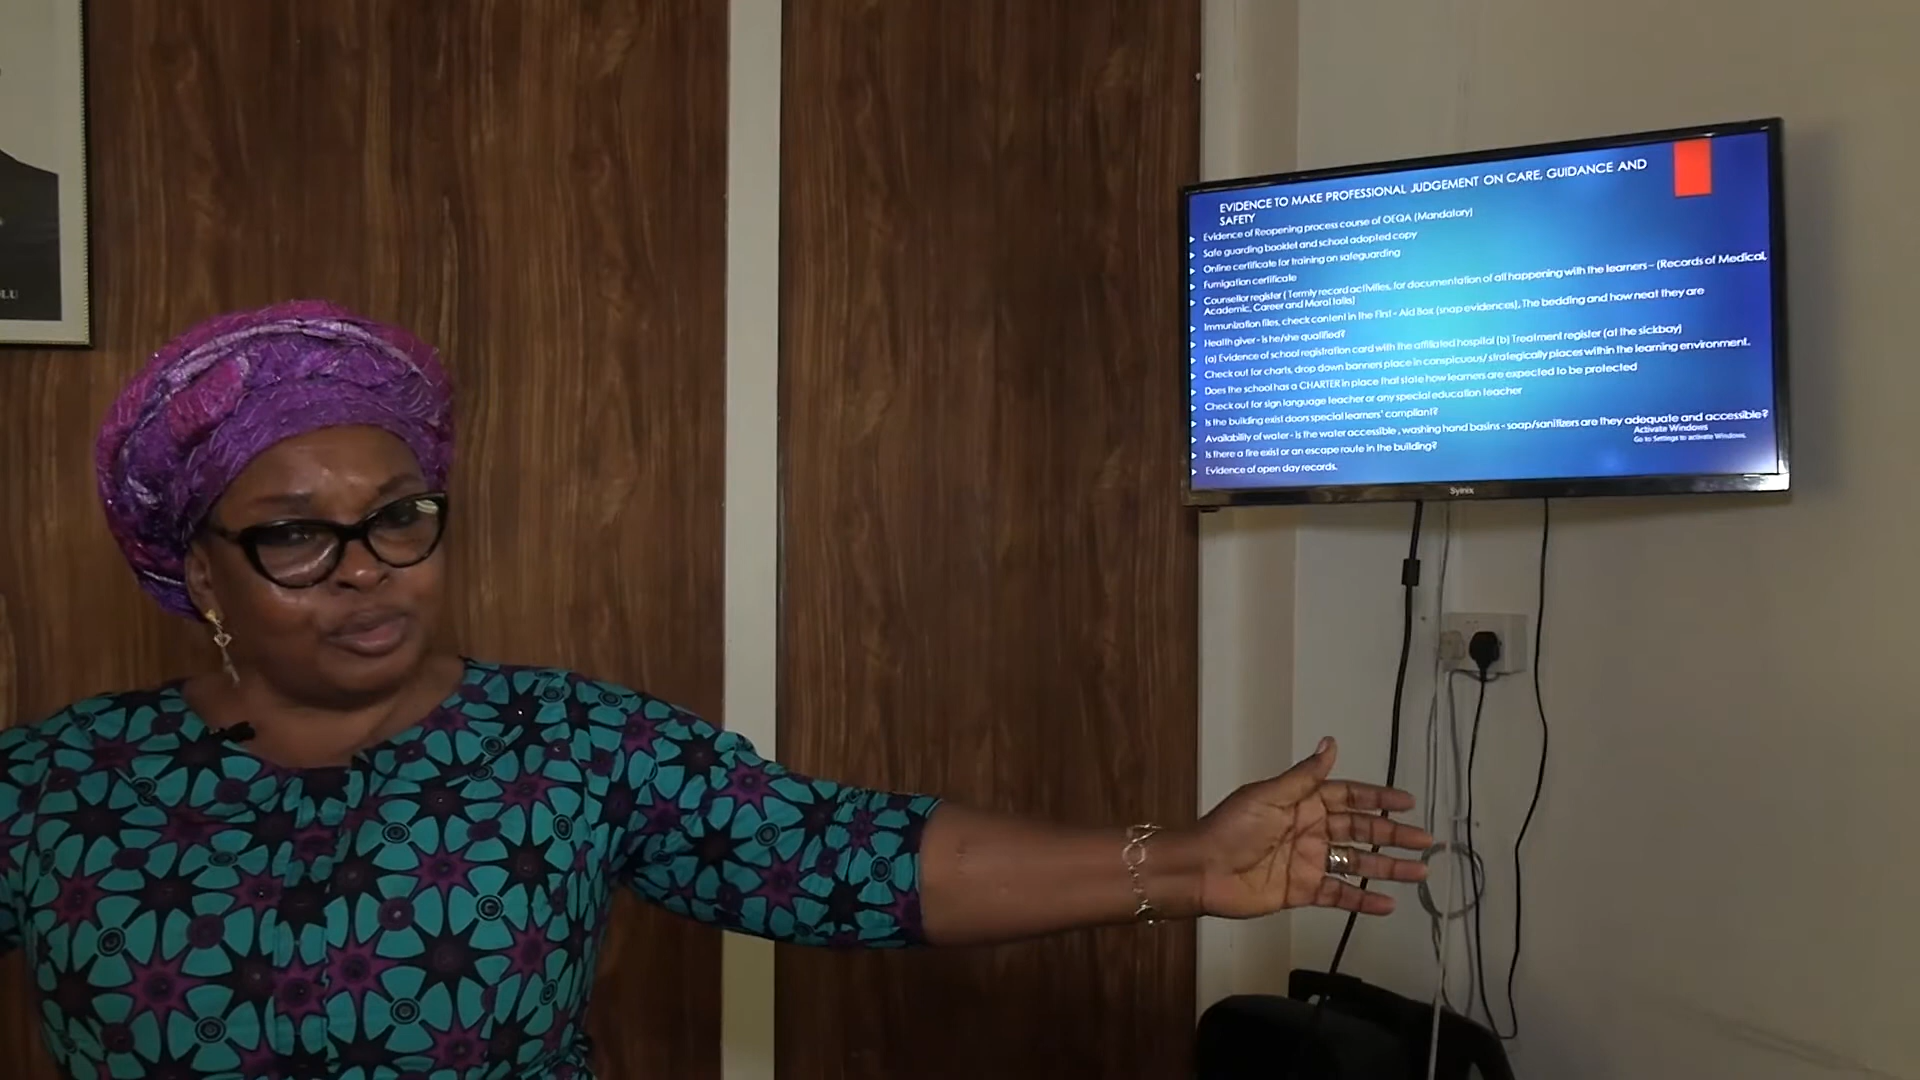 EVIDENCE TO MAKE PROFESSIONAL JUDGEMENT ON CARE, GUIDANCE AND
SAFETY
Evidence of Reopening process course of OEQA (Mandatory)
Safe guarding booklet and school adopted copy
Online certificate for training on safeguarding
Fumigation certificate
Counsellor register ( Termly record activities, for documentation of all happening with the learners – (Records of Medical,
Academic, Career and Moral talks)
Immunization files, check content in the First - Aid Box (snap evidences), The bedding and how neat they are
Health giver - is he/she qualified?
(a) Evidence of school registration card with the affiliated hospital (b) Treatment register (at the sickbay)
Check out for charts, drop down banners place in conspicuous/ strategically places within the learning environment.
Does the school has a CHARTER in place that state how learners are expected to be protected
Check out for sign language teacher or any special education teacher
Is the building exist doors special learners' compliant?
Availability of water - is the water accessible , washing hand basins - soap/sanitizers are they adequate and accessible?
Is there a fire exist or an escape route in the building?
Evidence of open day records.
Activate Windows
Go to Settings to activate Windows.
Syinix
OLU